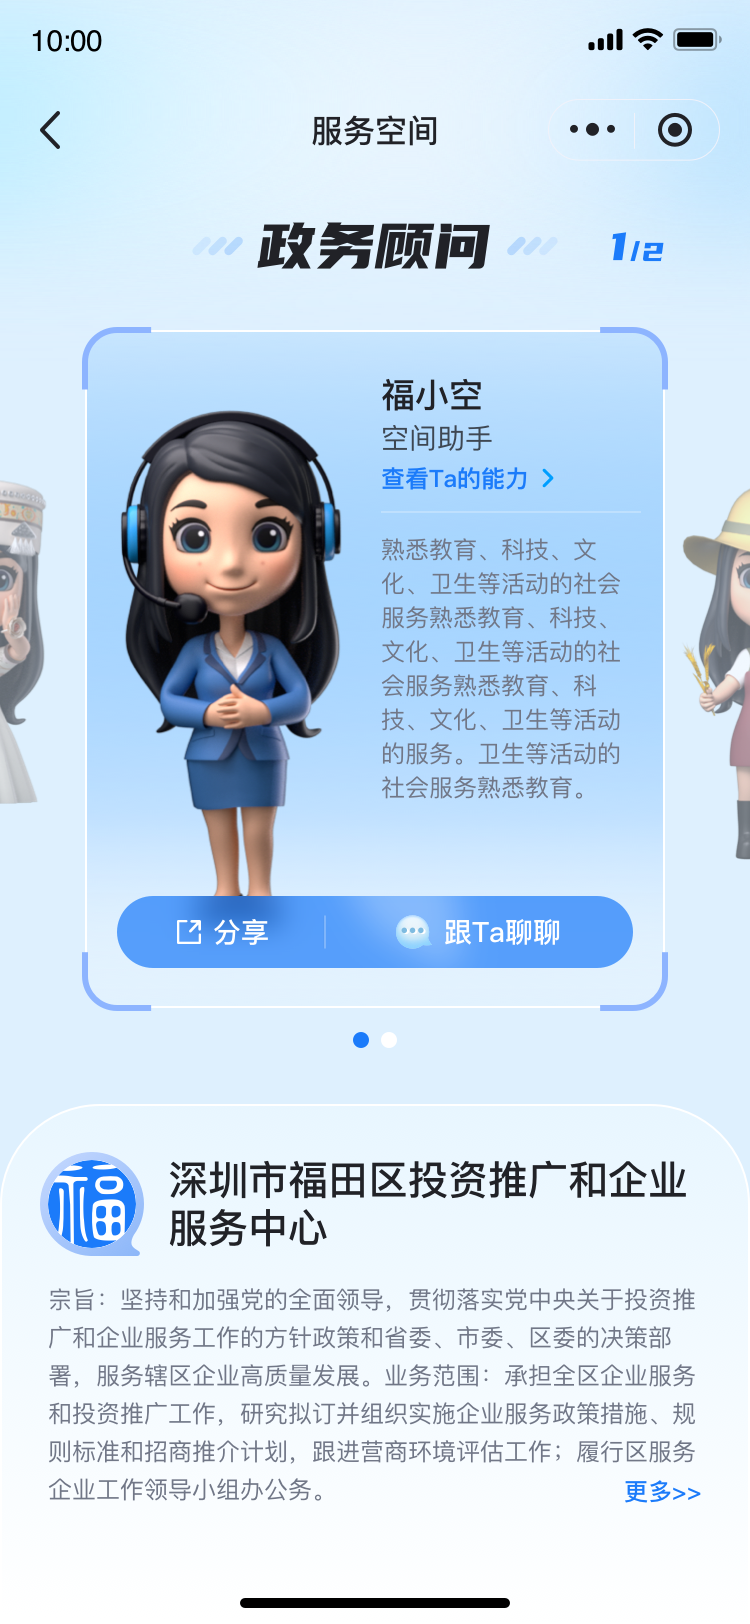 10:00
服务空间
政务顾问
1/2
福小空
空间助手
查看Ta的能力
熟悉教育、科技、文
化、卫生等活动的社会
服务熟悉教育、科技、
文化、卫生等活动的社
会服务熟悉教育、科
技、文化、卫生等活动
的服务。卫生等活动的
社会服务熟悉教育。
分享
跟Ta聊聊
福
深圳市福田区投资推广和企业
服务中心
宗旨：坚持和加强党的全面领导，贯彻落实党中央关于投资推
广和企业服务工作的方针政策和省委、市委、区委的决策部
署，服务辖区企业高质量发展。业务范围：承担全区企业服务
和投资推广工作，研究拟订并组织实施企业服务政策措施、规
则标准和招商推介计划，跟进营商环境评估工作；履行区服务
企业工作领导小组办公务。
更多>>